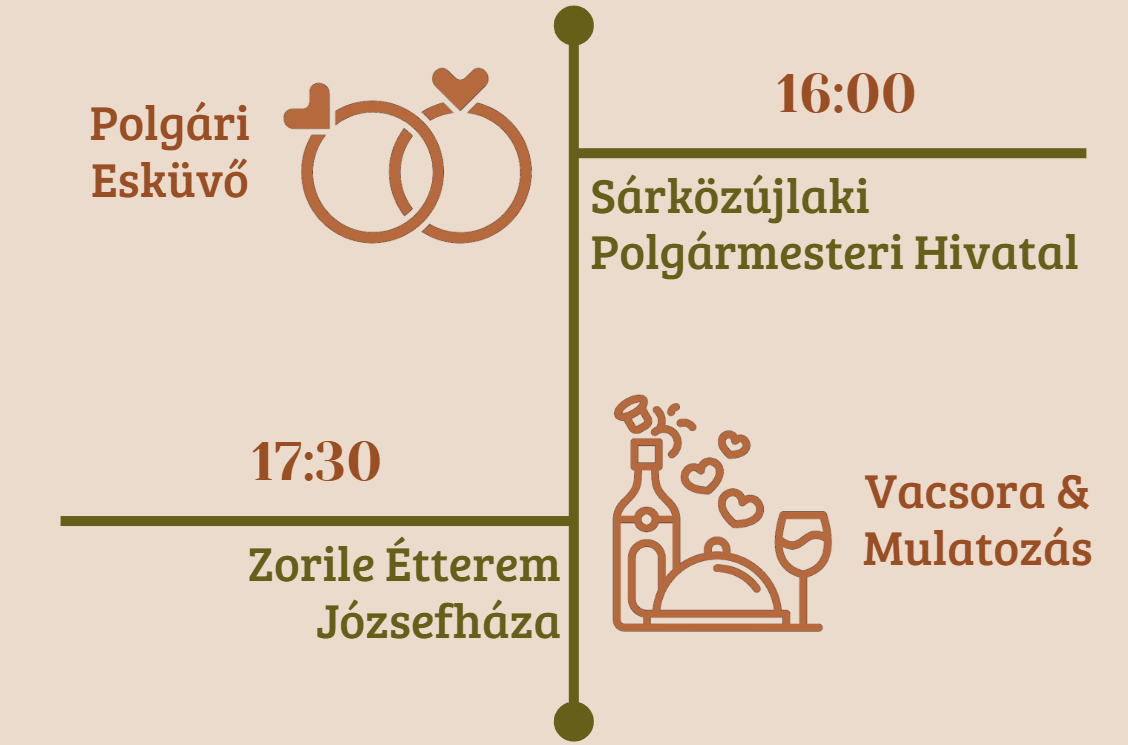 Polgári
Esküvő
16:00
Sárközújlaki
Polgármesteri Hivatal
17:30
Zorile Étterem
Józsefháza
Vacsora &
Mulatozás